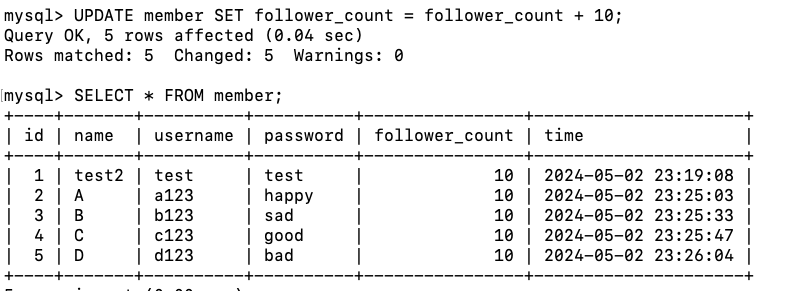 mysql> UPDATE member SET follower_count = follower_count + 10;
Query OK, 5 rows affected (0.04 sec)
Rows matched: 5  Changed: 5  Warnings: 0
mysql> SELECT * FROM member;
+----+-------+----------+----------+----------------+---------------------+
| id | name  | username | password | follower_count | time                |
+----+-------+----------+----------+----------------+---------------------+
|  1 | test2 | test     | test     |             10 | 2024-05-02 23:19:08 |
|  2 | A     | a123     | happy    |             10 | 2024-05-02 23:25:03 |
|  3 | B     | b123     | sad      |             10 | 2024-05-02 23:25:33 |
|  4 | C     | c123     | good     |             10 | 2024-05-02 23:25:47 |
|  5 | D     | d123     | bad      |             10 | 2024-05-02 23:26:04 |
+----+-------+----------+----------+----------------+---------------------+